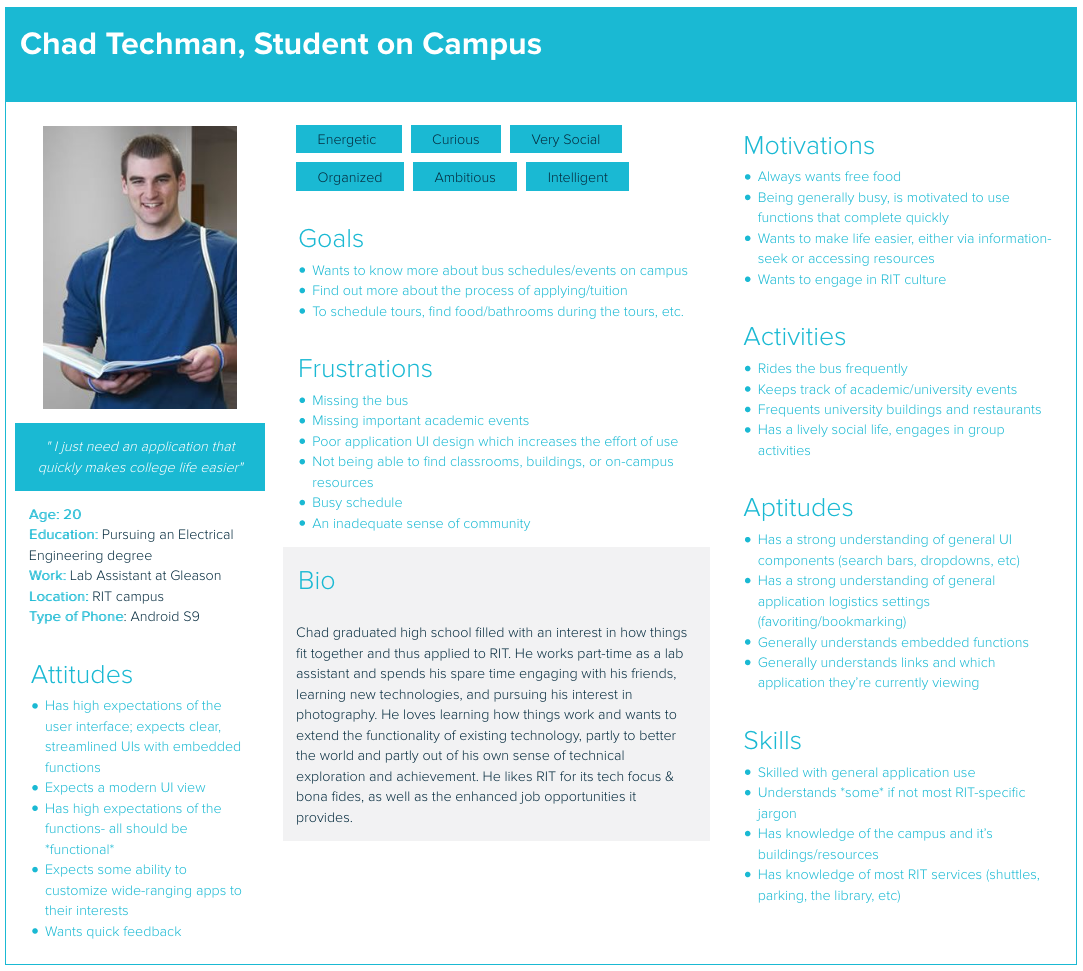 Chad Techman, Student on Campus
" I just need an application that
quickly makes college life easier"
Age: 20
Education: Pursuing an Electrical
Engineering degree
Work: Lab Assistant at Gleason
Location: RIT campus
Type of Phone: Android S9
Attitudes
• Has high expectations of the
user interface; expects clear,
streamlined UIs with embedded
functions
• Expects a modern UI view
• Has high expectations of the
functions- all should be
*functional*
• Expects some ability to
customize wide-ranging apps to
their interests
• Wants quick feedback
Energetic Curious Very Social
Organized Ambitious Intelligent
Goals
• Wants to know more about bus schedules/events on campus
• Find out more about the process of applying/tuition
• To schedule tours, find food/bathrooms during the tours, etc.
Frustrations
• Missing the bus
• Missing important academic events
• Poor application UI design which increases the effort of use
• Not being able to find classrooms, buildings, or on-campus
resources
• Busy schedule
• An inadequate sense of community
Bio
Chad graduated high school filled with an interest in how things
fit together and thus applied to RIT. He works part-time as a lab
assistant and spends his spare time engaging with his friends,
learning new technologies, and pursuing his interest in
photography. He loves learning how things work and wants to
extend the functionality of existing technology, partly to better
the world and partly out of his own sense of technical
exploration and achievement. He likes RIT for its tech focus &
bona fides, as well as the enhanced job opportunities it
provides.
Motivations
• Always wants free food
• Being generally busy, is motivated to use
functions that complete quickly
• Wants to make life easier, either via information-
seek or accessing resources
• Wants to engage in RIT culture
Activities
• Rides the bus frequently
• Keeps track of academic/university events
• Frequents university buildings and restaurants
• Has a lively social life, engages in group
activities
Aptitudes
• Has a strong understanding of general UI
components (search bars, dropdowns, etc)
• Has a strong understanding of general
application logistics settings
(favoriting/bookmarking)
• Generally understands embedded functions
• Generally understands links and which
application they're currently viewing
Skills
• Skilled with general application use
• Understands *some* if not most RIT-specific
jargon
• Has knowledge of the campus and it's
buildings/resources
• Has knowledge of most RIT services (shuttles,
parking, the library, etc)